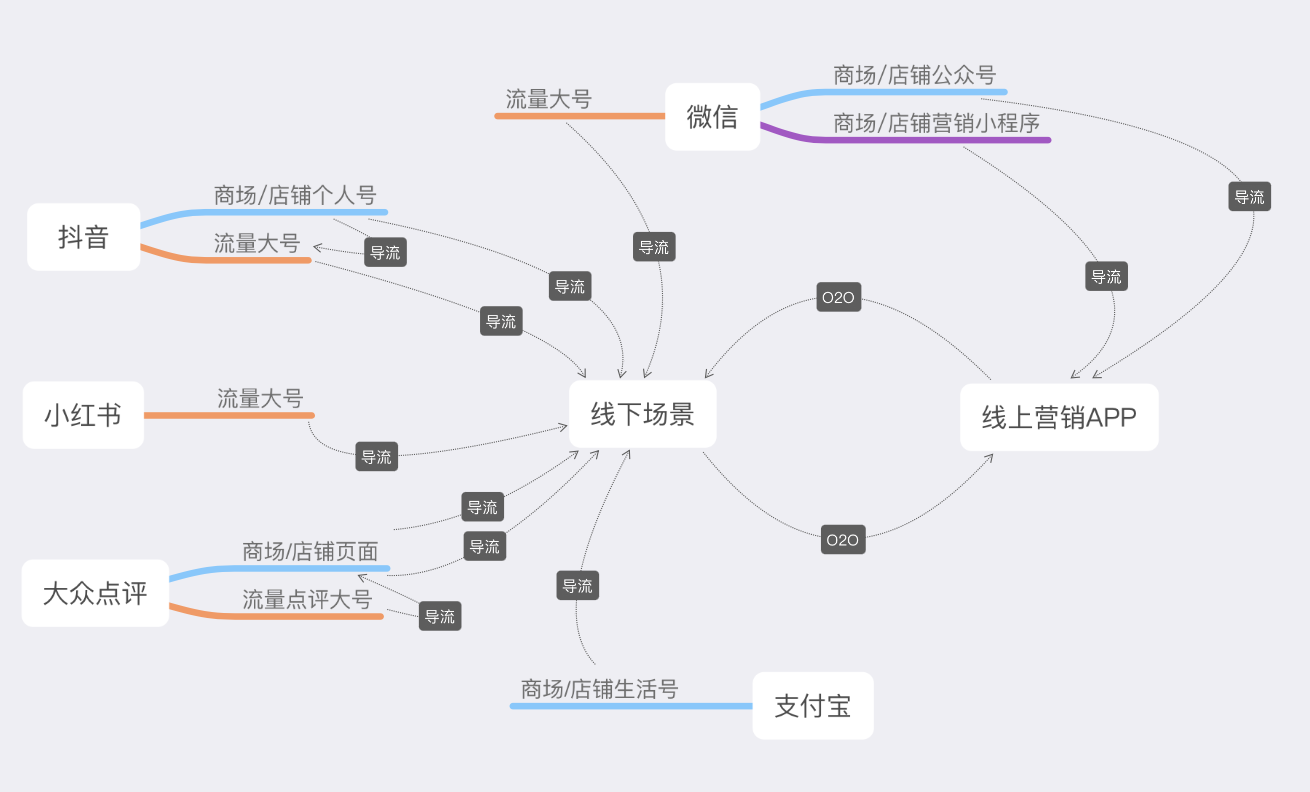 商场/店铺公众号
流量大号
微信
商场/店铺营销小程序
导流
商场/店铺个人号
抖音
流量大号
导流
导流
导流
导流
导流
O2O
小红书
流量大号
线下场景
线上营销APP
导流
导流
O2O
导流
商场/店铺页面
大众点评
流量点评大号
导流
导流
商场/店铺生活号
支付宝